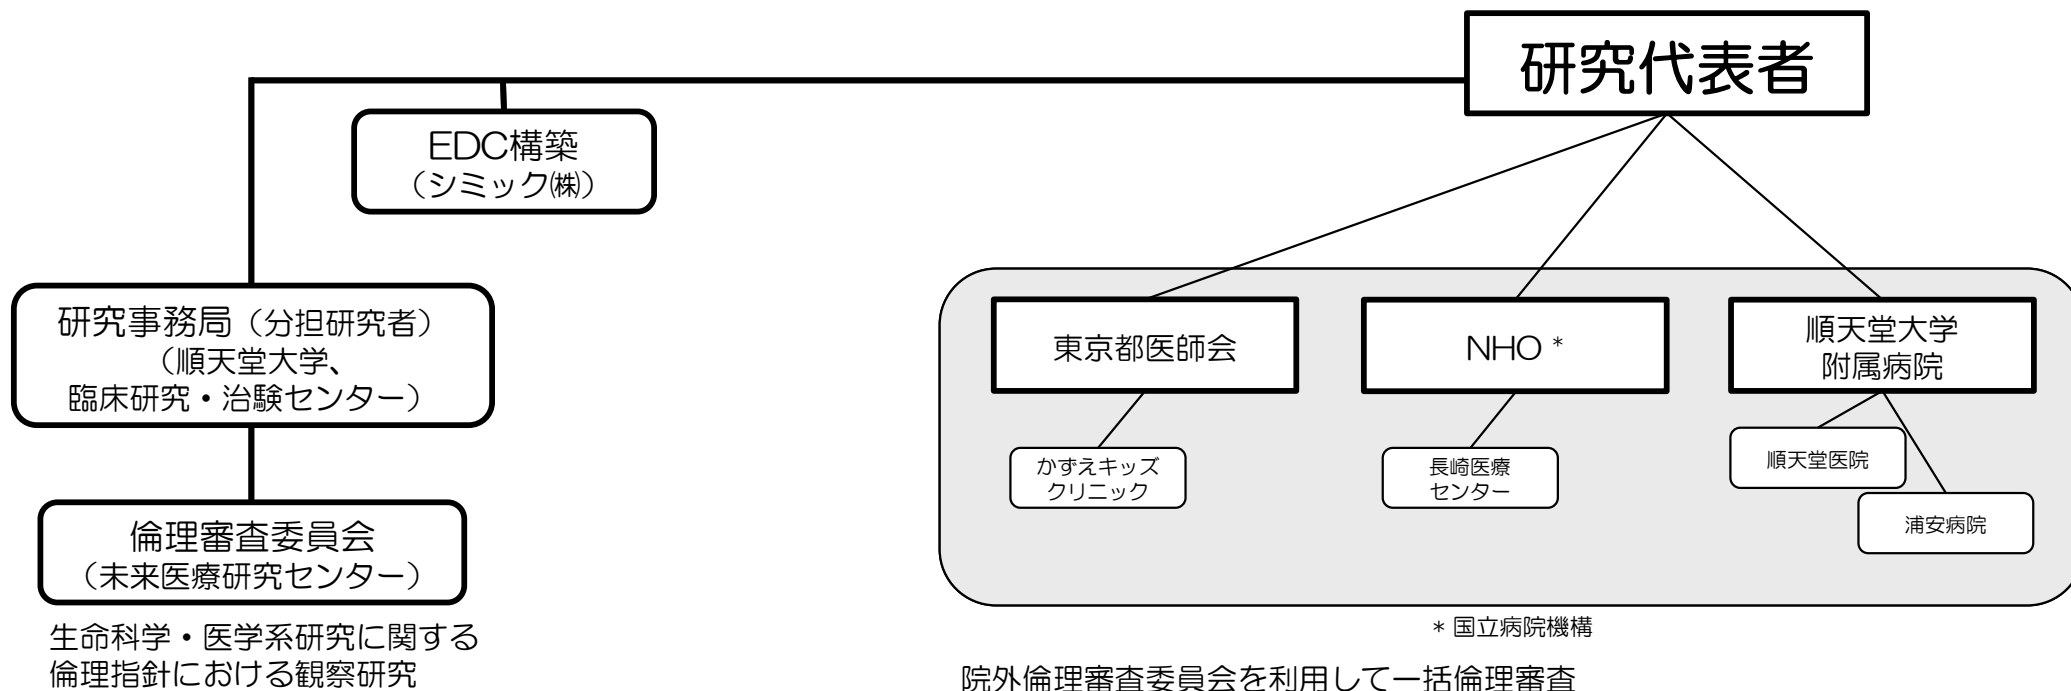 研究代表者
EDC構築
（シミック㈱）
研究事務局（分担研究者）
（順天堂大学、
臨床研究・治験センター）
倫理審査委員会
（未来医療研究センター）
生命科学・医学系研究に関する
倫理指針における観察研究
東京都医師会
NHO *
順天堂大学
附属病院
かずえキッズ
クリニック
長崎医療
センター
順天堂医院
浦安病院
* 国立病院機構
院外倫理審査委員会を利用して一括倫理審査